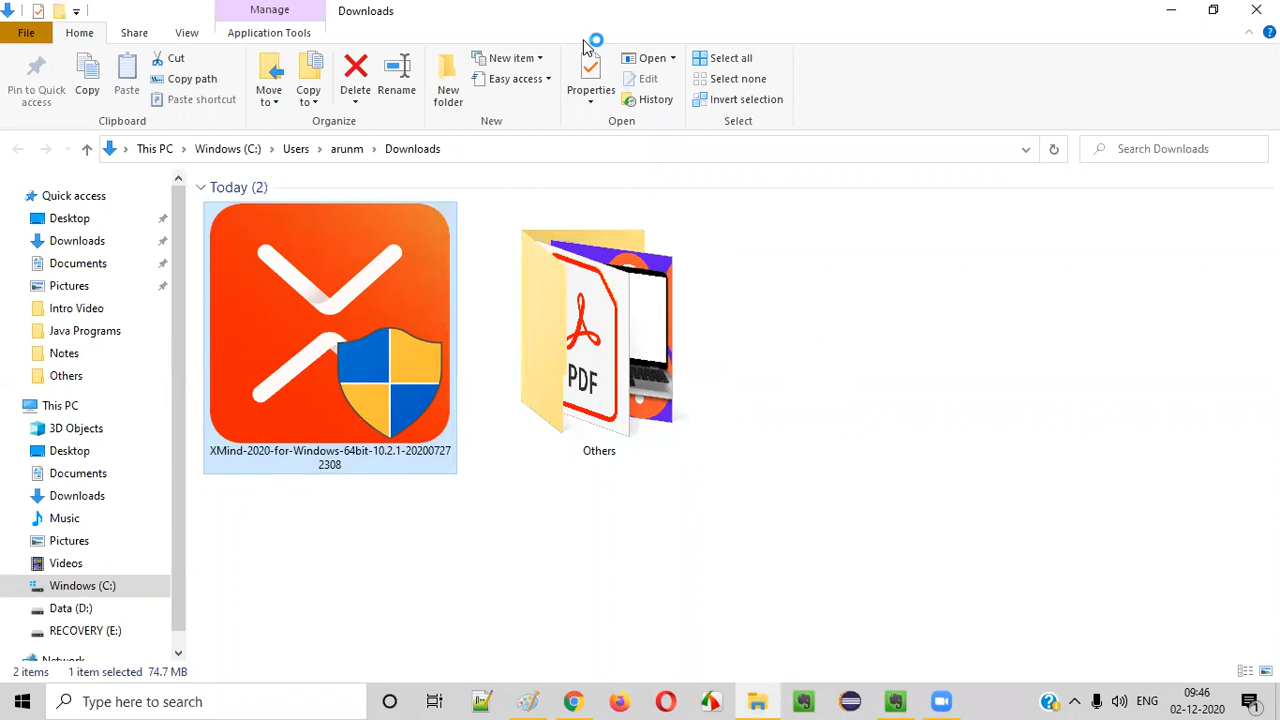 Manage
Downloads
File
Home
Share
View
Application Tools
Pin to Quick
access
Copy
Paste
Cut
Copy path
Paste shortcut
Clipboard
Move
to
Copy
to
Delete
Rename
Organize
New
folder
New item
Easy access
New
Properties
Open
Edit
History
Open
Select all
Select none
Invert selection
Select
This PC
Windows (C:)
Users
arunm
Downloads
Search Downloads
Quick access
Desktop
Downloads
Documents
Pictures
Intro Video
Java Programs
Notes
Others
This PC
3D Objects
Desktop
Documents
Downloads
Music
Pictures
Videos
Windows (C:)
Data (D:)
RECOVERY (E:)
Network
Today (2)
XMind-2020-for-Windows-64bit-10.2.1-20200727
2308
PDF
Others
2 items
1 item selected
74.7 MB
Type here to search
09:46
02-12-2020
1